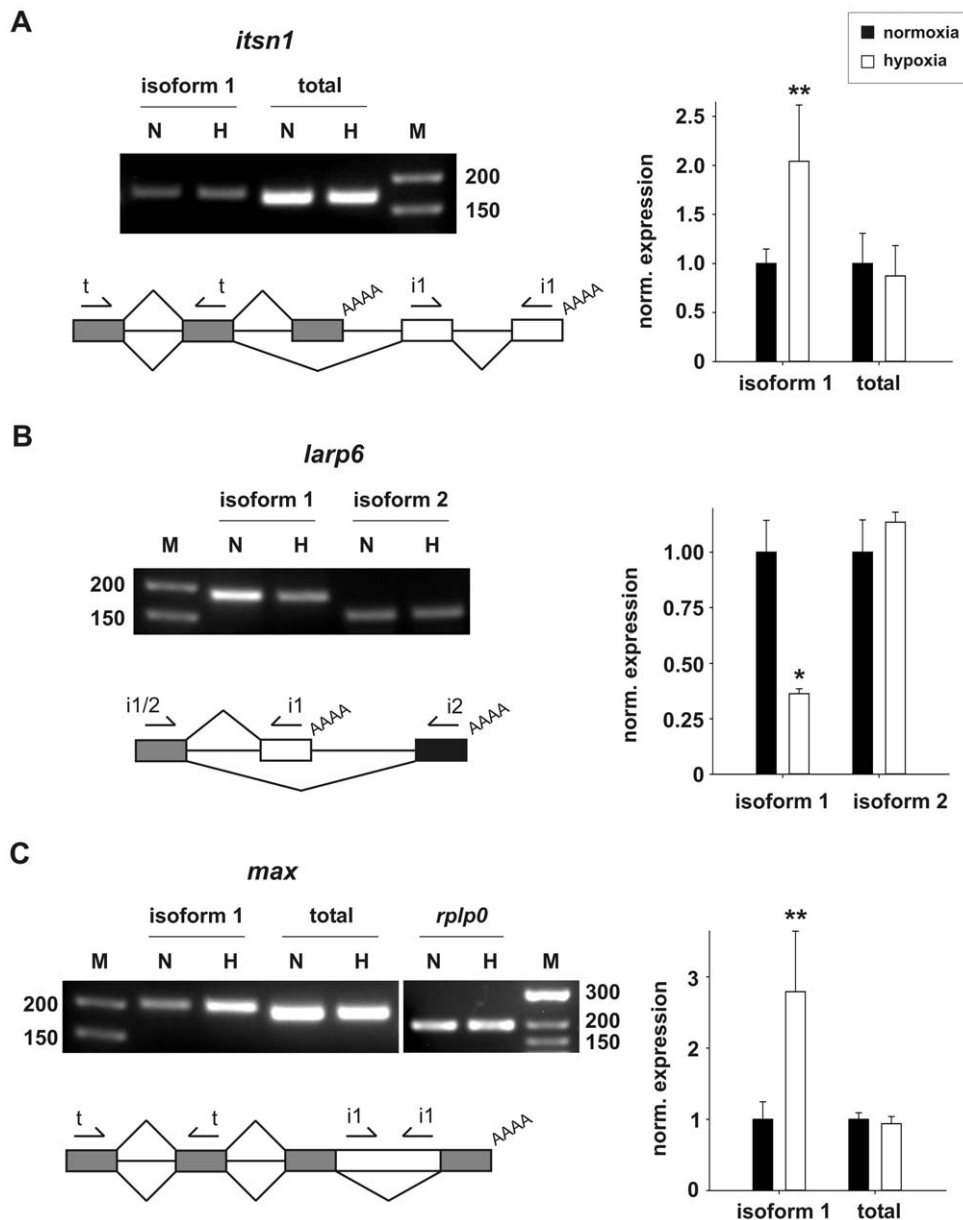 A
itsn1
normoxia
hypoxia
isoform 1 total
N H N H M
200
150
t t AAAA i1 i1 AAAA
norm. expression
2.5
2.0
1.5
1.0
0.5
0
**
isoform 1 total
B
larp6
isoform 1 isoform 2
M N H N H
200
150
i1/2 i1 AAAA i2 AAAA
norm. expression
1.00
0.75
0.50
0.25
0
*
isoform 1 isoform 2
C
max
isoform 1 total rplp0
M N H N H N H M
200
150
300
200
150
t t i1 i1 AAAA
norm. expression
3
2
1
0
**
isoform 1 total